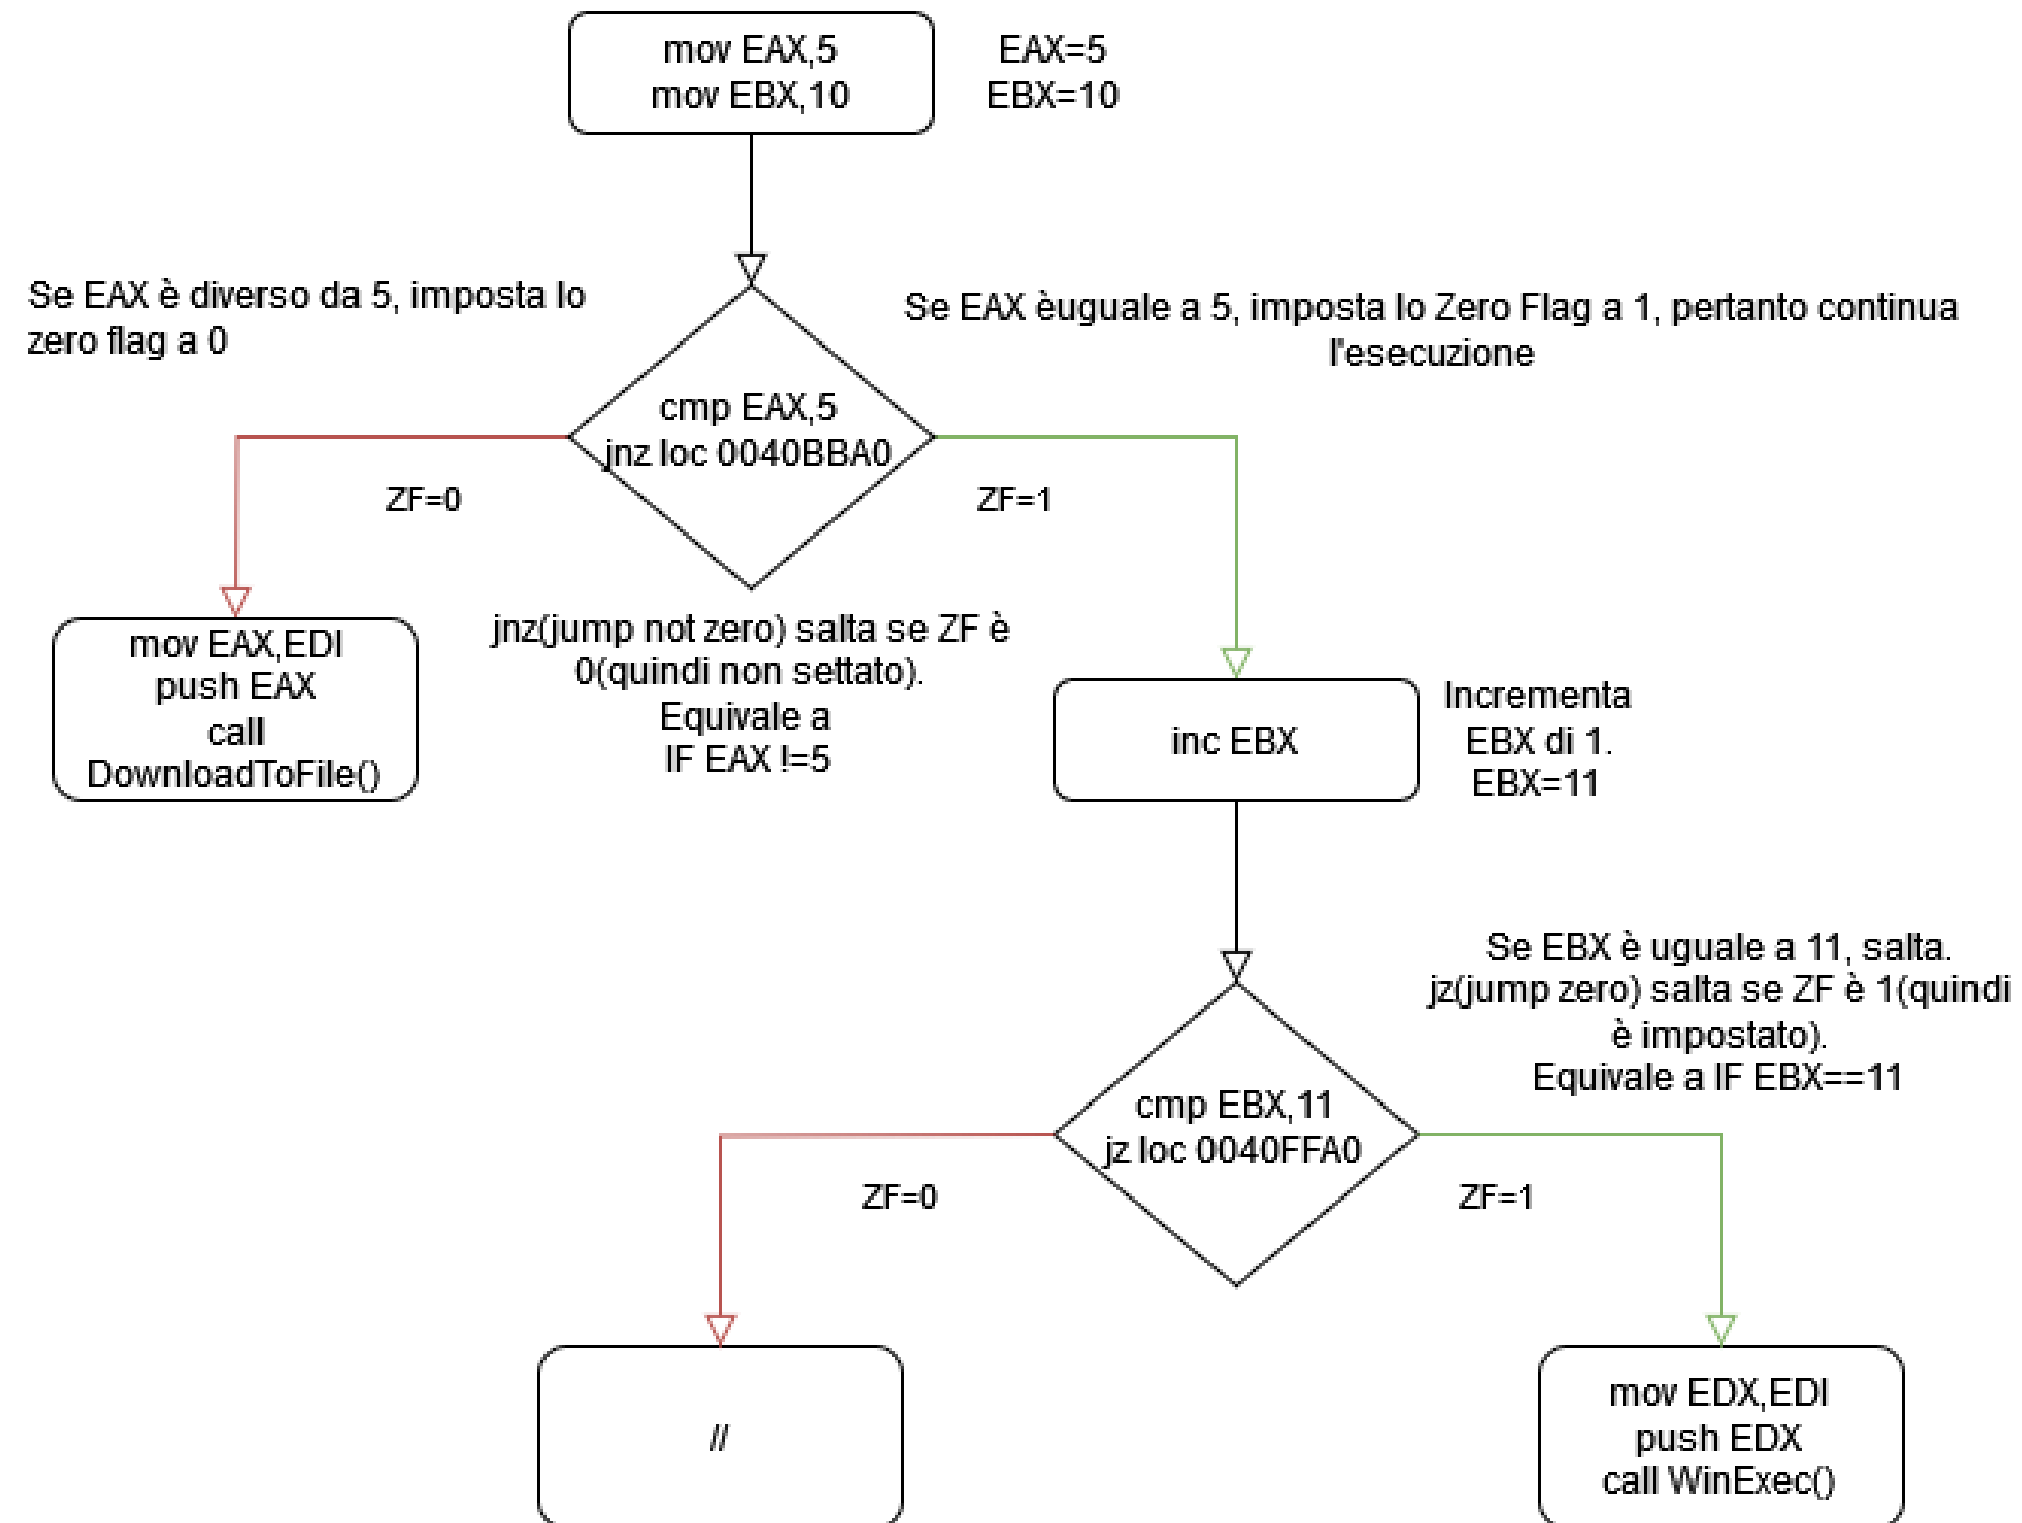 mov EAX,5
mov EBX,10
EAX=5
EBX=10
Se EAX è diverso da 5, imposta lo
zero flag a 0
Se EAX èuguale a 5, imposta lo Zero Flag a 1, pertanto continua
l'esecuzione
cmp EAX,5
jnz loc 0040BBA0
ZF=0
ZF=1
mov EAX,EDI
push EAX
call
DownloadToFile()
jnz(jump not zero) salta se ZF è
0(quindi non settato).
Equivale a
IF EAX !=5
inc EBX
Incrementa
EBX di 1.
EBX=11
Se EBX è uguale a 11, salta.
jz(jump zero) salta se ZF è 1(quindi
è impostato).
Equivale a IF EBX==11
cmp EBX,11
jz loc 0040FFA0
ZF=0
ZF=1
//
mov EDX,EDI
push EDX
call WinExec()